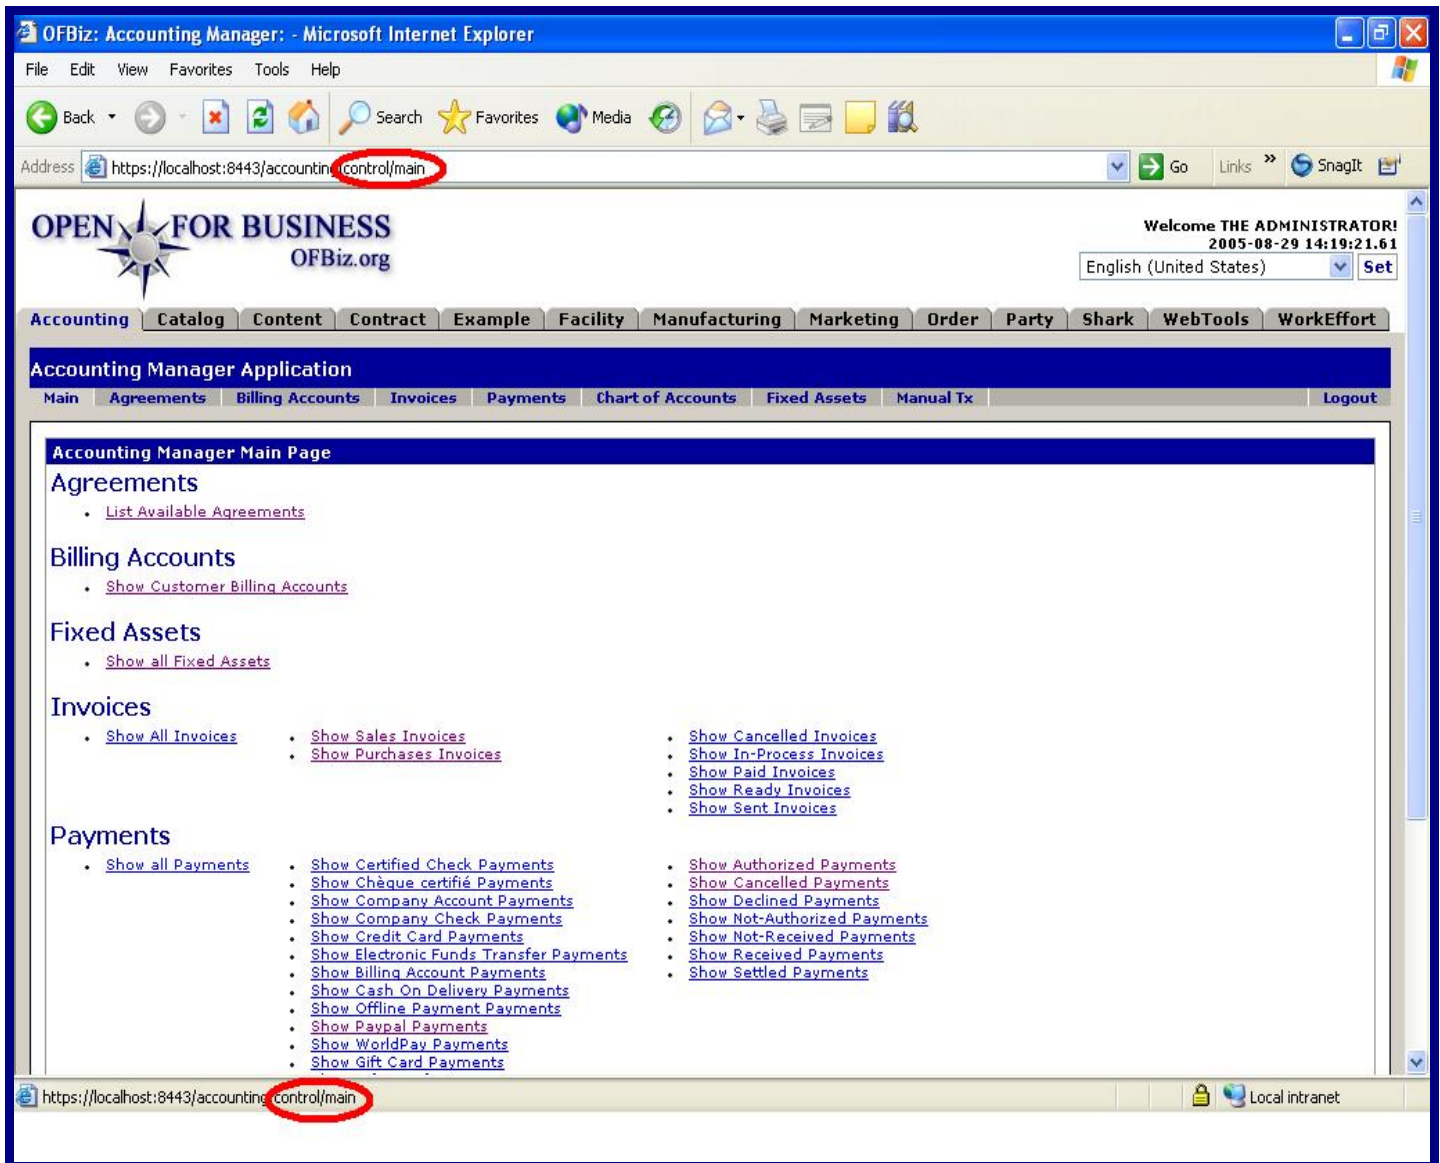 OFBiz: Accounting Manager: - Microsoft Internet Explorer
File Edit View Favorites Tools Help
Back Search Favorites Media
Address https://localhost:8443/accounting/control/main Go Links » SnagIt
OPEN FOR BUSINESS
OFBiz.org
Welcome THE ADMINISTRATOR!
2005-08-29 14:19:21.61
English (United States) Set
Accounting Catalog Content Contract Example Facility Manufacturing Marketing Order Party Shark WebTools WorkEffort
Accounting Manager Application
Main Agreements Billing Accounts Invoices Payments Chart of Accounts Fixed Assets Manual Tx Logout
Accounting Manager Main Page
Agreements
• List Available Agreements
Billing Accounts
• Show Customer Billing Accounts
Fixed Assets
• Show all Fixed Assets
Invoices
• Show All Invoices • Show Sales Invoices • Show Cancelled Invoices
• Show Purchases Invoices • Show In-Process Invoices
• Show Paid Invoices
• Show Ready Invoices
• Show Sent Invoices
Payments
• Show all Payments • Show Certified Check Payments • Show Authorized Payments
• Show Chèque certifié Payments • Show Cancelled Payments
• Show Company Account Payments • Show Declined Payments
• Show Company Check Payments • Show Not-Authorized Payments
• Show Credit Card Payments • Show Not-Received Payments
• Show Electronic Funds Transfer Payments • Show Received Payments
• Show Billing Account Payments • Show Settled Payments
• Show Cash On Delivery Payments
• Show Offline Payment Payments
• Show Paypal Payments
• Show WorldPay Payments
• Show Gift Card Payments
https://localhost:8443/accounting/control/main Local intranet